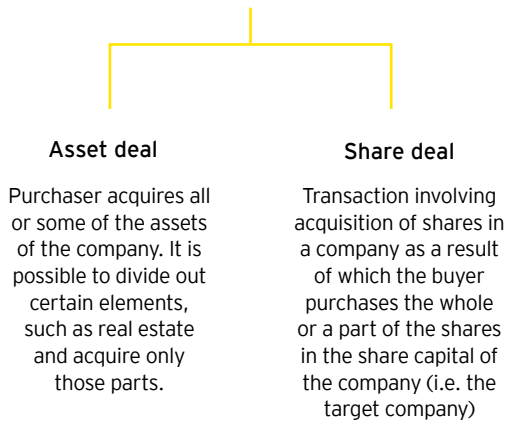 Asset deal
Purchaser acquires all
or some of the assets
of the company. It is
possible to divide out
certain elements,
such as real estate
and acquire only
those parts.
Share deal
Transaction involving
acquisition of shares in
a company as a result
of which the buyer
purchases the whole
or a part of the shares
in the share capital of
the company (i.e. the
target company)